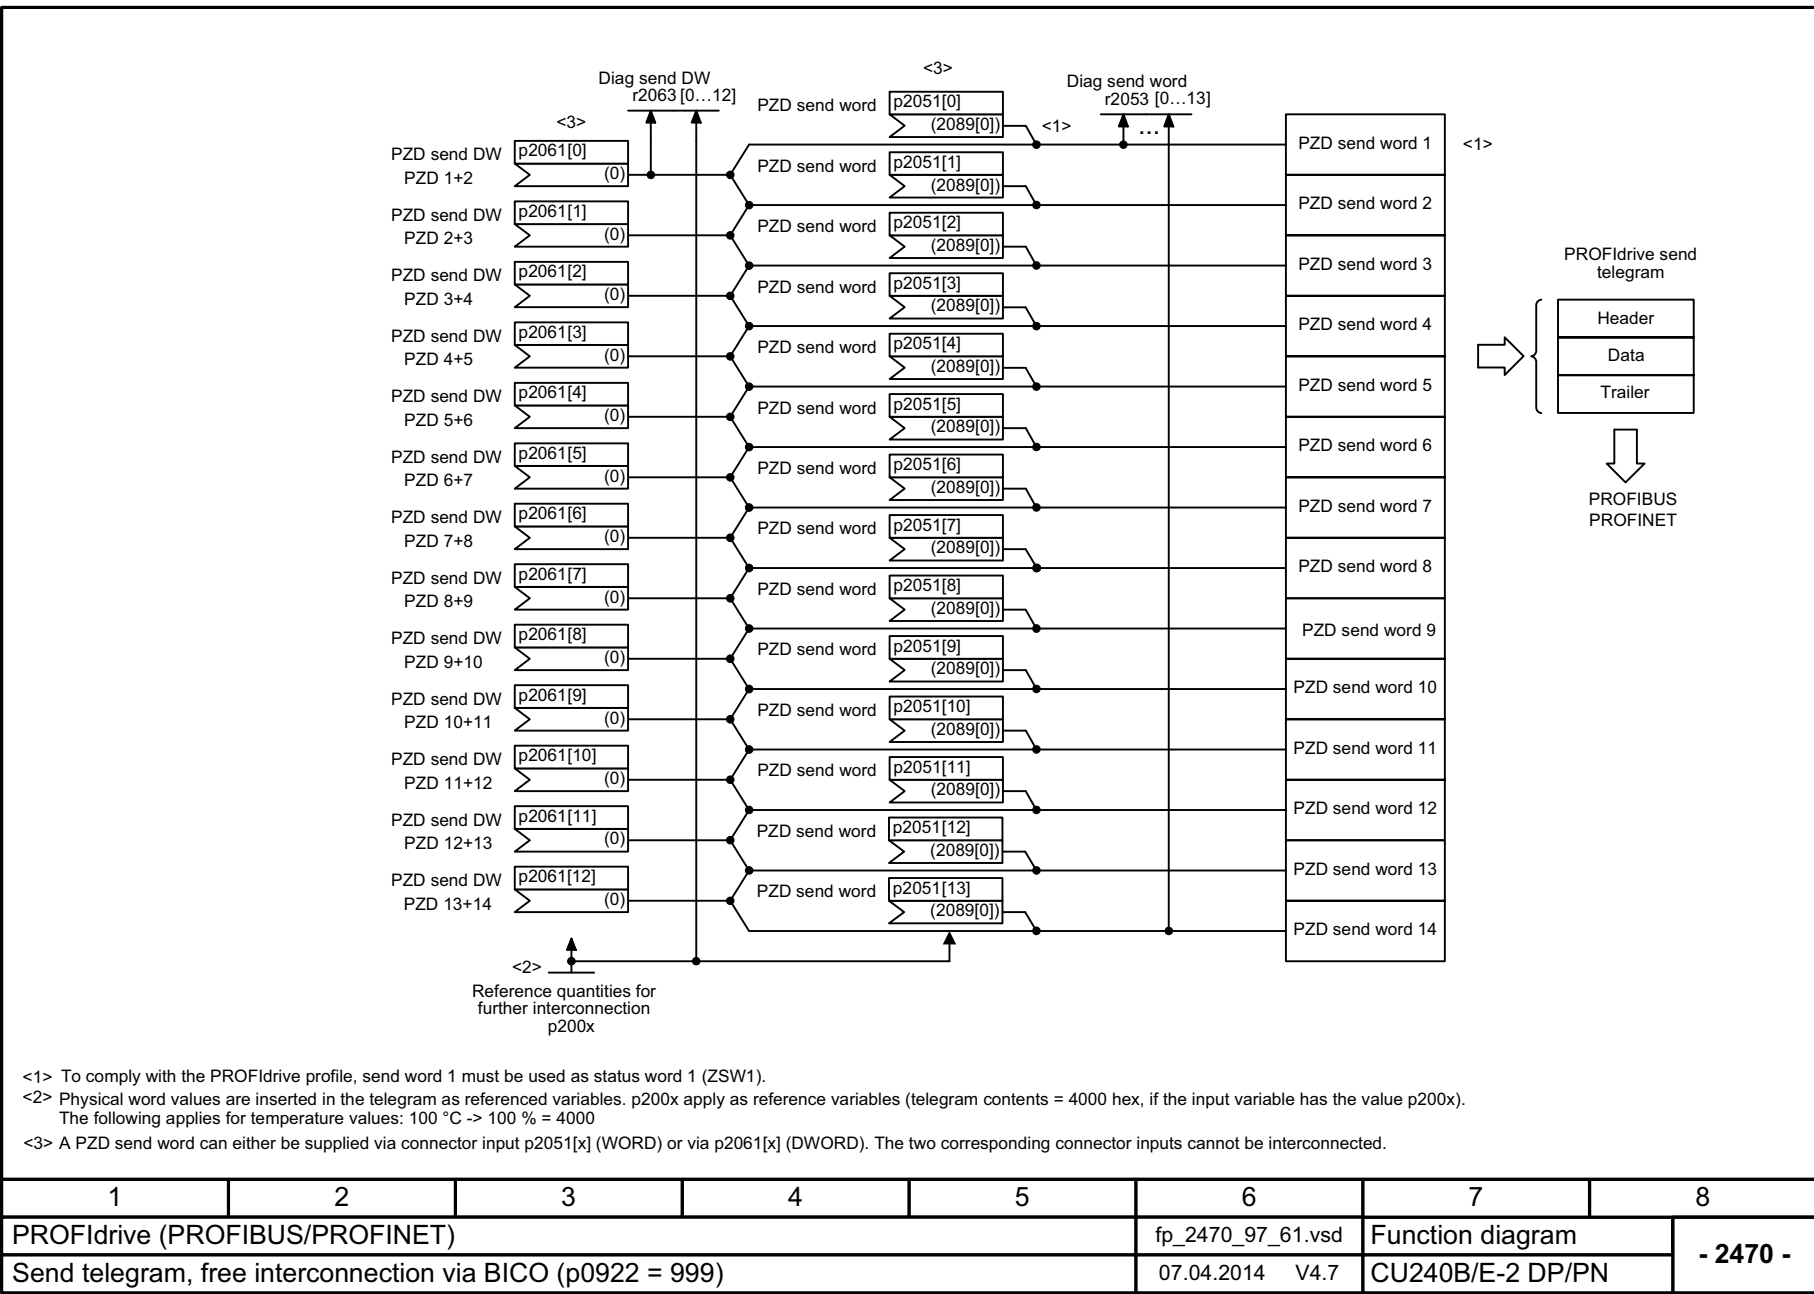 Diag send DW
r2063 [0…12]
<3>
<3>
PZD send DW
PZD 1+2
p2061[0]
(0)
PZD send DW
PZD 2+3
p2061[1]
(0)
PZD send DW
PZD 3+4
p2061[2]
(0)
PZD send DW
PZD 4+5
p2061[3]
(0)
PZD send DW
PZD 5+6
p2061[4]
(0)
PZD send DW
PZD 6+7
p2061[5]
(0)
PZD send DW
PZD 7+8
p2061[6]
(0)
PZD send DW
PZD 8+9
p2061[7]
(0)
PZD send DW
PZD 9+10
p2061[8]
(0)
PZD send DW
PZD 10+11
p2061[9]
(0)
PZD send DW
PZD 11+12
p2061[10]
(0)
PZD send DW
PZD 12+13
p2061[11]
(0)
PZD send DW
PZD 13+14
p2061[12]
(0)
<2>
Reference quantities for
further interconnection
p200x
PZD send word
p2051[0]
(2089[0])
<1>
PZD send word
p2051[1]
(2089[0])
PZD send word
p2051[2]
(2089[0])
PZD send word
p2051[3]
(2089[0])
PZD send word
p2051[4]
(2089[0])
PZD send word
p2051[5]
(2089[0])
PZD send word
p2051[6]
(2089[0])
PZD send word
p2051[7]
(2089[0])
PZD send word
p2051[8]
(2089[0])
PZD send word
p2051[9]
(2089[0])
PZD send word
p2051[10]
(2089[0])
PZD send word
p2051[11]
(2089[0])
PZD send word
p2051[12]
(2089[0])
PZD send word
p2051[13]
(2089[0])
Diag send word
r2053 [0…13]
...
PZD send word 1
<1>
PZD send word 2
PZD send word 3
PZD send word 4
PZD send word 5
PZD send word 6
PZD send word 7
PZD send word 8
PZD send word 9
PZD send word 10
PZD send word 11
PZD send word 12
PZD send word 13
PZD send word 14
PROFIdrive send
telegram
Header
Data
Trailer
PROFIBUS
PROFINET
<1> To comply with the PROFIdrive profile, send word 1 must be used as status word 1 (ZSW1).
<2> Physical word values are inserted in the telegram as referenced variables. p200x apply as reference variables (telegram contents = 4000 hex, if the input variable has the value p200x).
The following applies for temperature values: 100 °C -> 100 % = 4000
<3> A PZD send word can either be supplied via connector input p2051[x] (WORD) or via p2061[x] (DWORD). The two corresponding connector inputs cannot be interconnected.
1 2 3 4 5 6 7 8
PROFIdrive (PROFIBUS/PROFINET)
fp_2470_97_61.vsd
Function diagram
- 2470 -
Send telegram, free interconnection via BICO (p0922 = 999)
07.04.2014 V4.7
CU240B/E-2 DP/PN